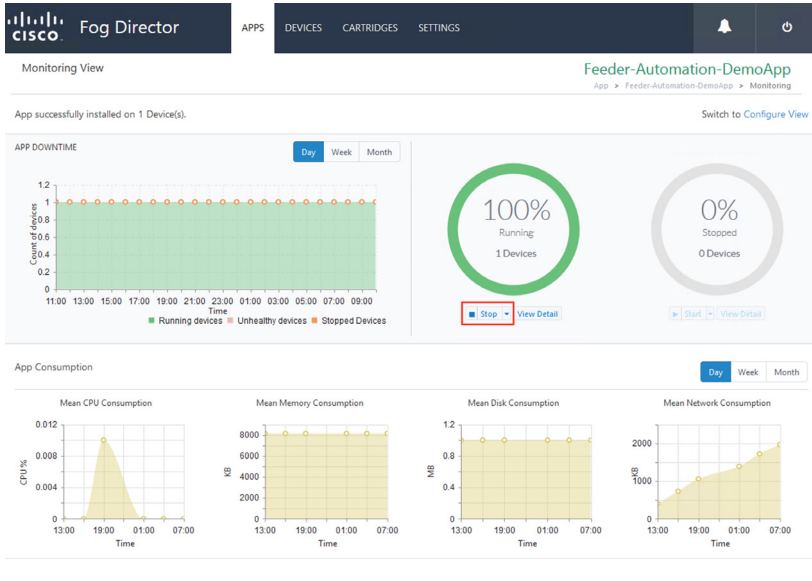 CISCO Fog Director APPS DEVICES CARTRIDGES SETTINGS
Monitoring View
Feeder-Automation-DemoApp
App > Feeder-Automation-DemoApp > Monitoring
App successfully installed on 1 Device(s).
Switch to Configure View
APP DOWNTIME
Day Week Month
Count of devices
1.2
1
0.8
0.6
0.4
0.2
0
11:00 13:00 15:00 17:00 19:00 21:00 23:00 01:00 03:00 05:00 07:00 09:00
Time
Running devices Unhealthy devices Stopped Devices
100%
Running
1 Devices
Stop View Detail
0%
Stopped
0 Devices
Start View Detail
App Consumption
Day Week Month
Mean CPU Consumption
CPU %
0.012
0.008
0.004
0
13:00 19:00 01:00 07:00
Time
Mean Memory Consumption
KB
8000
6000
4000
2000
0
13:00 19:00 01:00 07:00
Time
Mean Disk Consumption
MB
1.2
0.8
0.4
0
13:00 19:00 01:00 07:00
Time
Mean Network Consumption
KB
2000
1000
0
13:00 19:00 01:00 07:00
Time